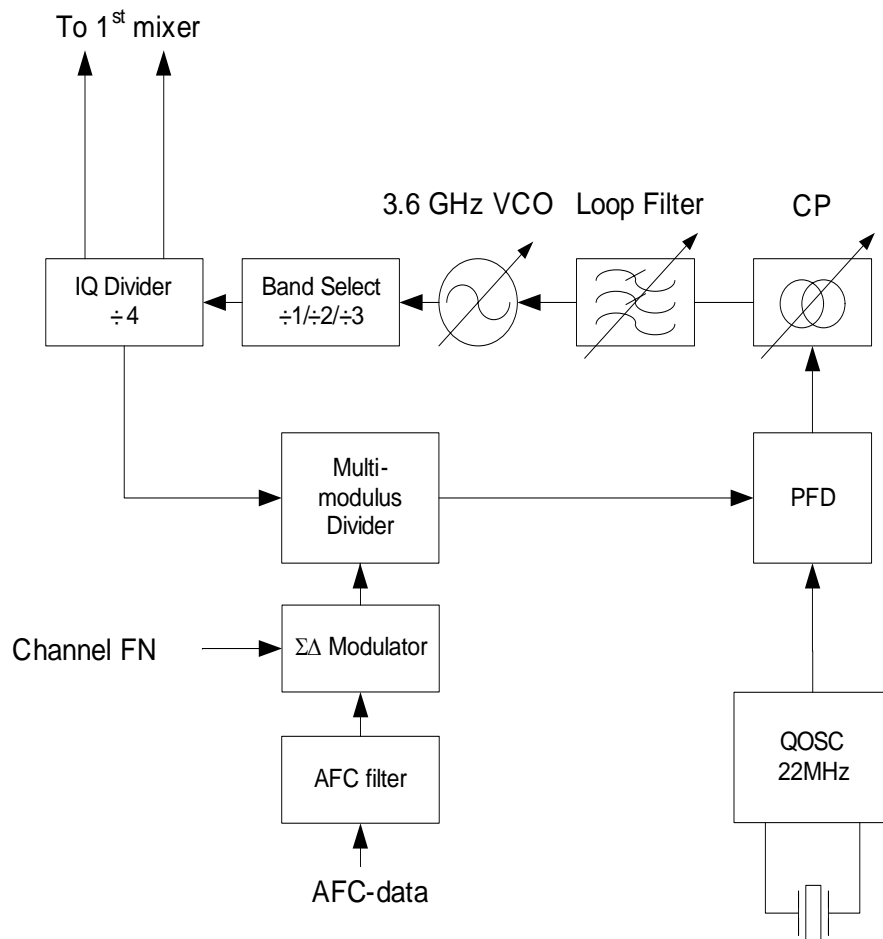 To 1st mixer
3.6 GHz VCO
Loop Filter
CP
IQ Divider
÷4
Band Select
÷1/÷2/÷3
Multi-
modulus
Divider
PFD
Channel FN
ΣΔ Modulator
QOSC
22MHz
AFC filter
AFC-data